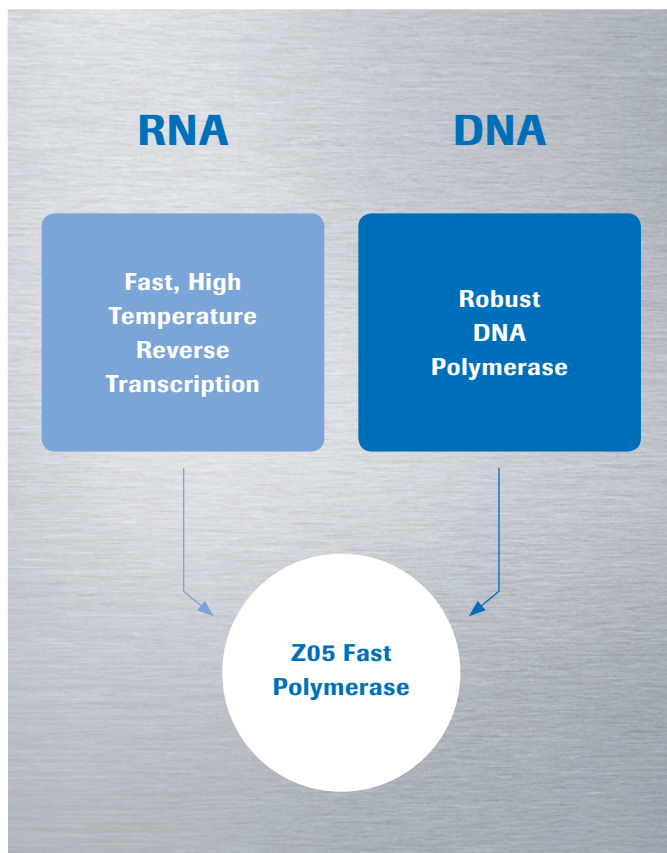 RNA
DNA
Fast, High
Temperature
Reverse
Transcription
Robust
DNA
Polymerase
Z05 Fast
Polymerase